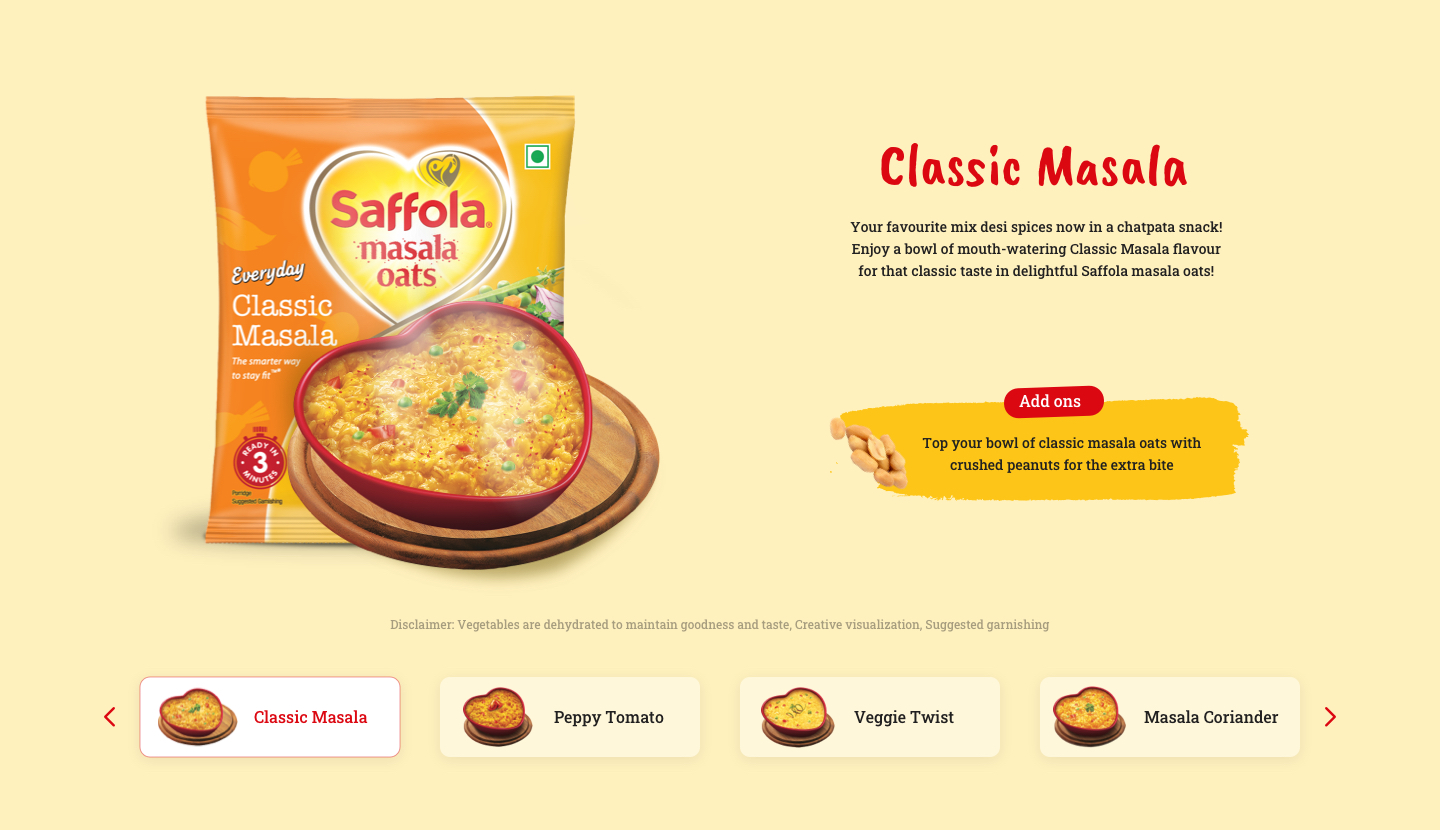 Saffola®
masala
oats
Everyday
Classic
Masala
The smarter way
to stay fit™*
READY IN
3
MINUTES
Porridge
Suggested Garnishing
Classic Masala
Your favourite mix desi spices now in a chatpata snack!
Enjoy a bowl of mouth-watering Classic Masala flavour
for that classic taste in delightful Saffola masala oats!
Add ons
Top your bowl of classic masala oats with
crushed peanuts for the extra bite
Disclaimer: Vegetables are dehydrated to maintain goodness and taste, Creative visualization, Suggested garnishing
Classic Masala
Peppy Tomato
Veggie Twist
Masala Coriander